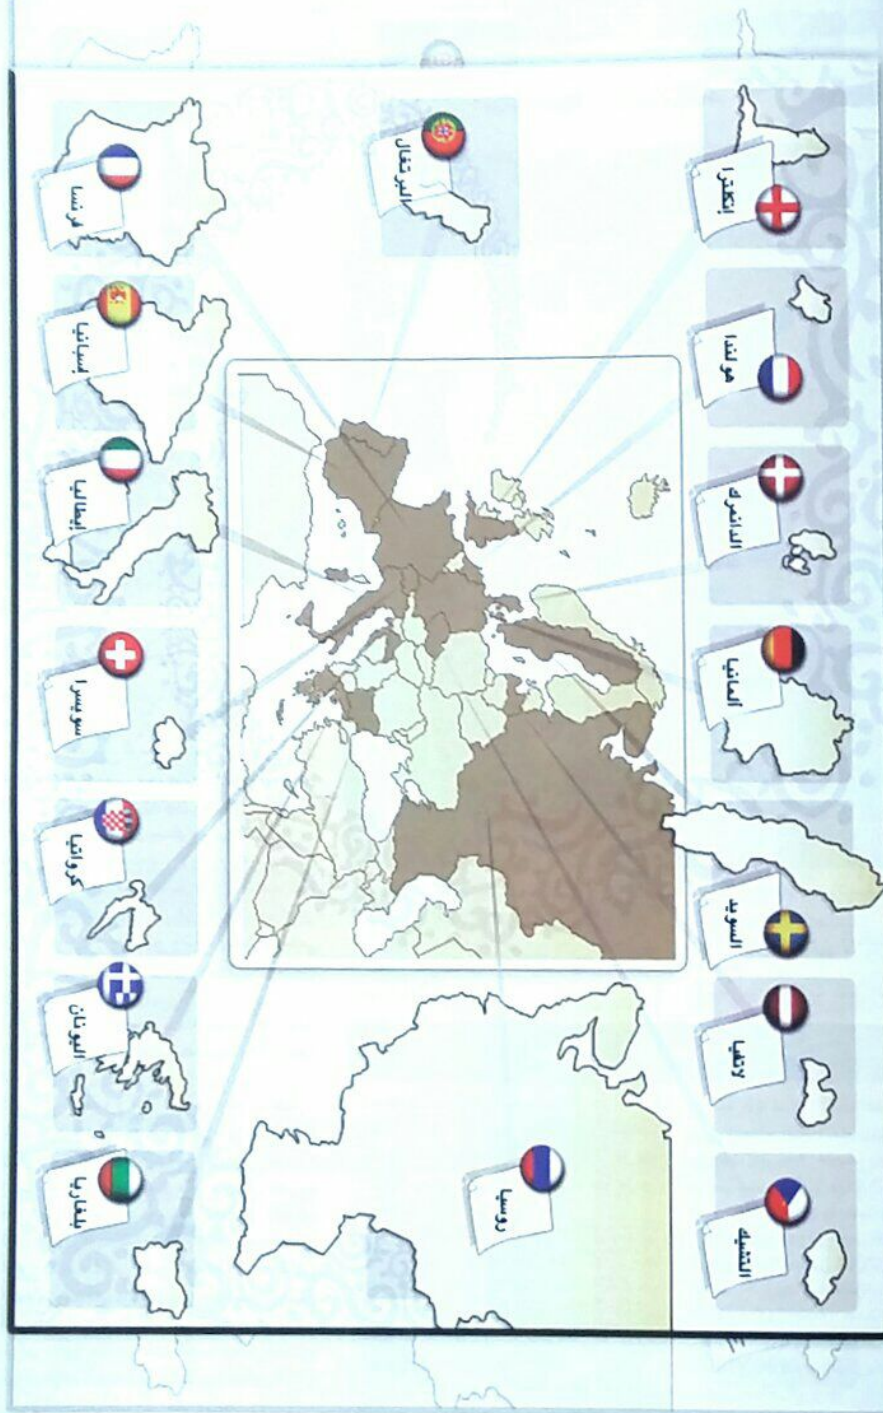 إنكلترا
هولندا
الدانمرك
ألمانيا
السويد
لاتفيا
التشيك
البرتغال
روسيا
فرنسا
إسبانيا
إيطاليا
سويسرا
كرواتيا
اليونان
بلغاريا